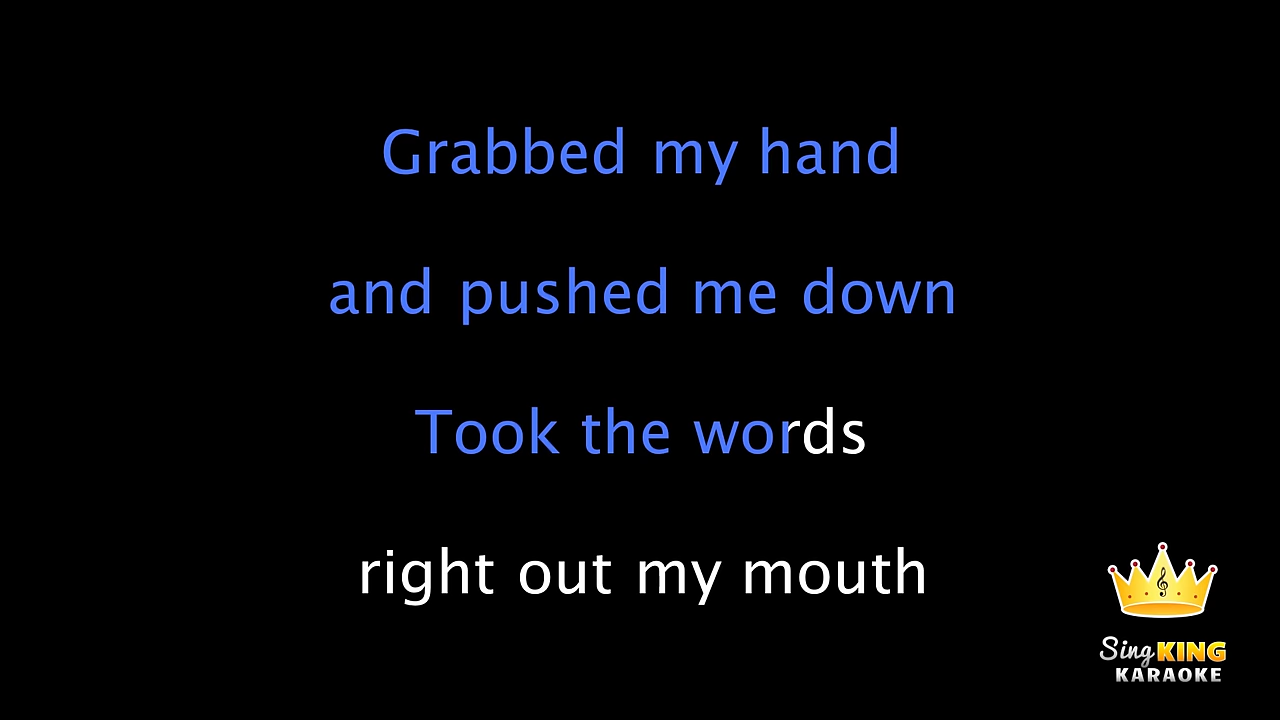 Grabbed my hand
and pushed me down
Took the words
right out my mouth
Sing KING
KARAOKE